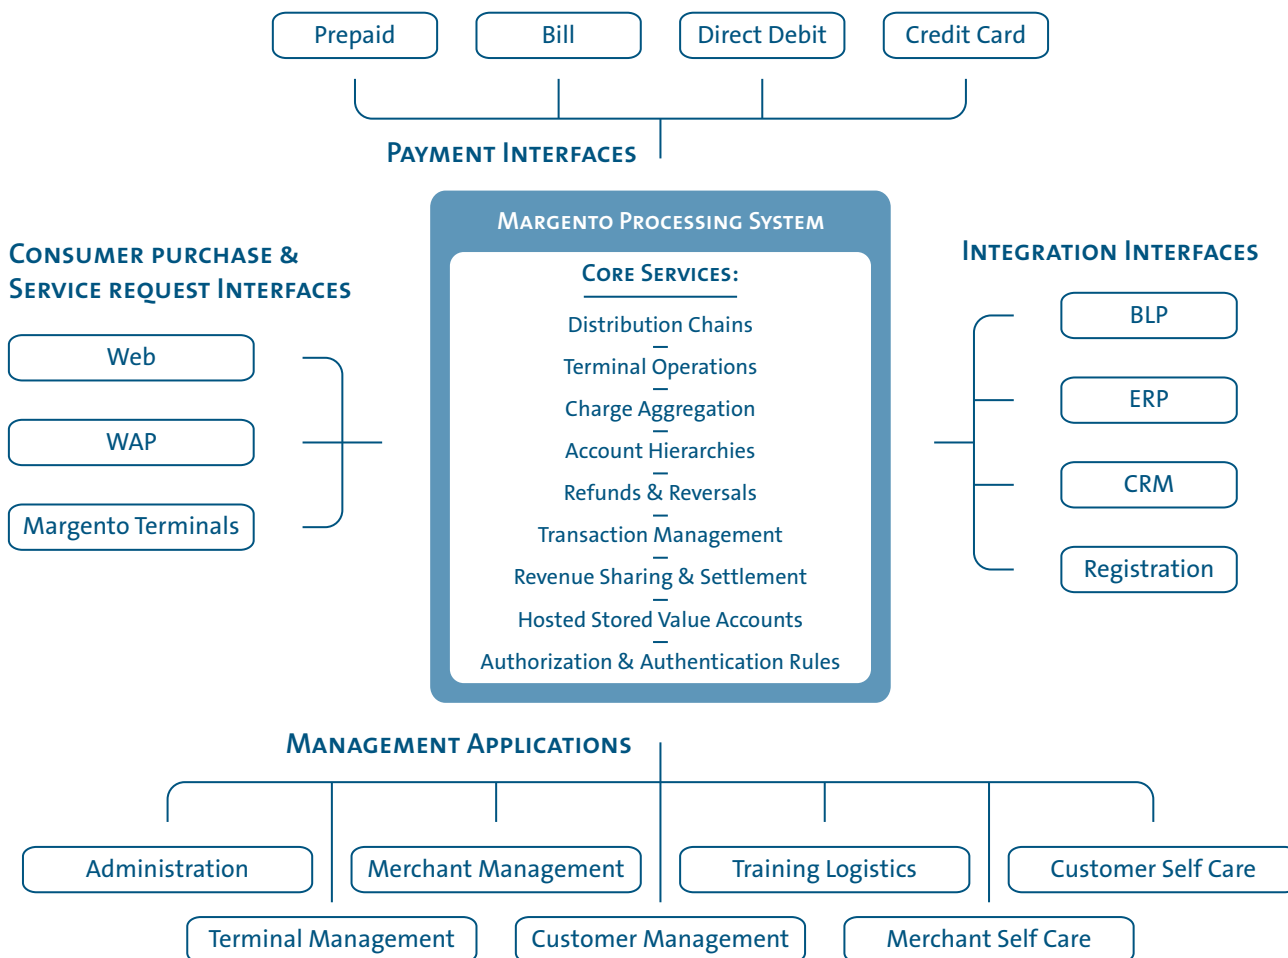 Prepaid
Bill
Direct Debit
Credit Card
Payment Interfaces
Margento Processing System
Consumer purchase &
Service request Interfaces
Web
WAP
Margento Terminals
Core Services:
Distribution Chains
Terminal Operations
Charge Aggregation
Account Hierarchies
Refunds & Reversals
Transaction Management
Revenue Sharing & Settlement
Hosted Stored Value Accounts
Authorization & Authentication Rules
Integration Interfaces
BLP
ERP
CRM
Registration
Management Applications
Administration
Merchant Management
Training Logistics
Customer Self Care
Terminal Management
Customer Management
Merchant Self Care